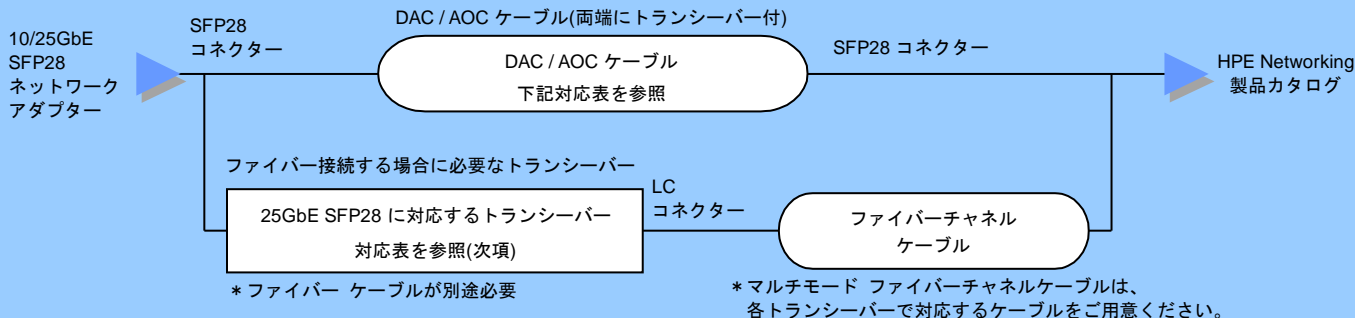 10/25GbE
SFP28
ネットワーク
アダプター
SFP28
コネクター
DAC / AOC ケーブル(両端にトランシーバー付)
DAC / AOC ケーブル
下記対応表を参照
SFP28 コネクター
HPE Networking
製品カタログ
ファイバー接続する場合に必要なトランシーバー
25GbE SFP28 に対応するトランシーバー
対応表を参照(次項)
＊ファイバー ケーブルが別途必要
LC
コネクター
ファイバーチャネル
ケーブル
＊マルチモード ファイバーチャネルケーブルは、
各トランシーバーで対応するケーブルをご用意ください。